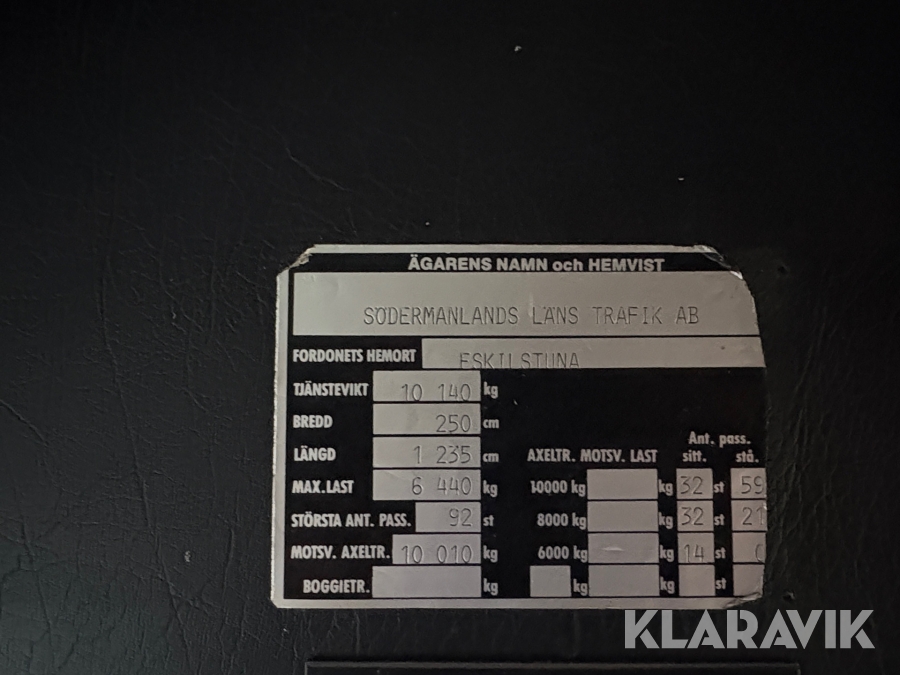 ÄGARENS NAMN och HEMVIST
SÖDERMANLANDS LÄNS TRAFIK AB
FORDONETS HEMORT ESKILSTUNA
TJÄNSTEVIKT 10 140 kg
BREDD 250 cm
Ant. pass.
LÄNGD 1 235 cm AXELTR. MOTSV. LAST sitt. stå.
MAX.LAST 6 440 kg 10000 kg kg 32 st 59
STÖRSTA ANT. PASS. 92 st 8000 kg kg 32 st 21
MOTSV. AXELTR. 10 010 kg 6000 kg kg 14 st 0
BOGGIETR. kg kg kg st
KLARAVIK